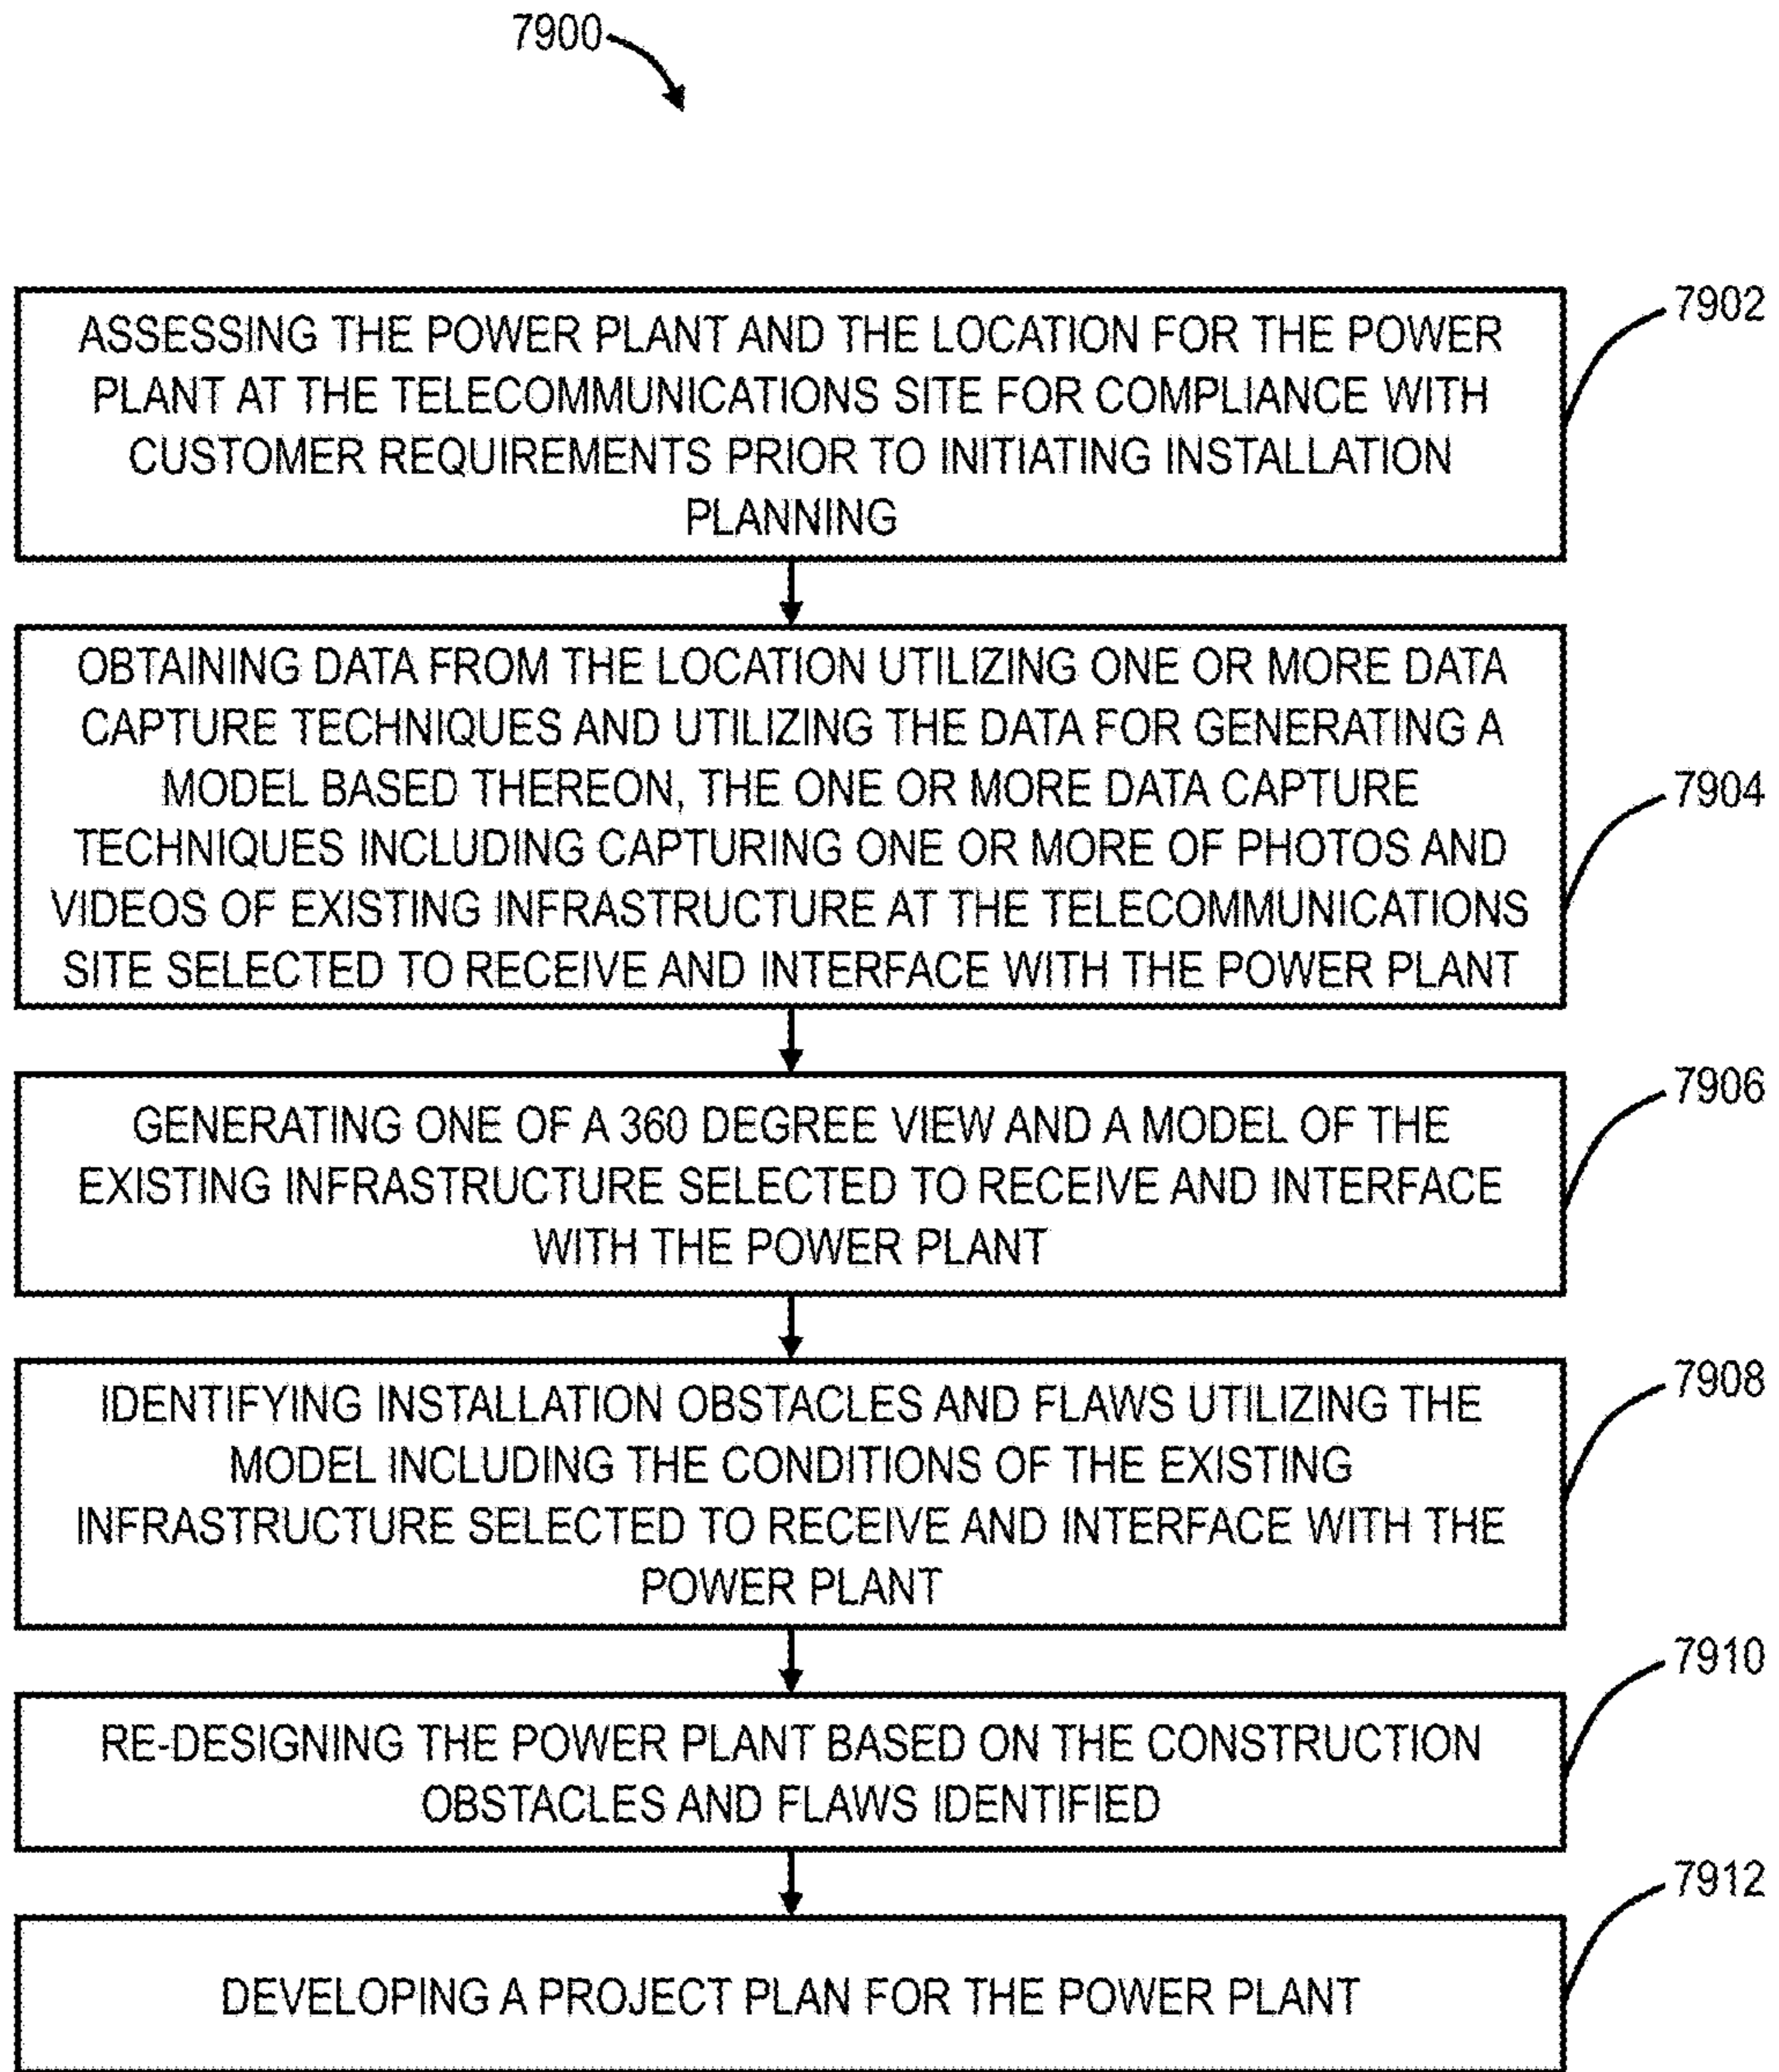 7900
ASSESSING THE POWER PLANT AND THE LOCATION FOR THE POWER
PLANT AT THE TELECOMMUNICATIONS SITE FOR COMPLIANCE WITH
CUSTOMER REQUIREMENTS PRIOR TO INITIATING INSTALLATION
PLANNING
7902
OBTAINING DATA FROM THE LOCATION UTILIZING ONE OR MORE DATA
CAPTURE TECHNIQUES AND UTILIZING THE DATA FOR GENERATING A
MODEL BASED THEREON, THE ONE OR MORE DATA CAPTURE
TECHNIQUES INCLUDING CAPTURING ONE OR MORE OF PHOTOS AND
VIDEOS OF EXISTING INFRASTRUCTURE AT THE TELECOMMUNICATIONS
SITE SELECTED TO RECEIVE AND INTERFACE WITH THE POWER PLANT
7904
GENERATING ONE OF A 360 DEGREE VIEW AND A MODEL OF THE
EXISTING INFRASTRUCTURE SELECTED TO RECEIVE AND INTERFACE
WITH THE POWER PLANT
7906
IDENTIFYING INSTALLATION OBSTACLES AND FLAWS UTILIZING THE
MODEL INCLUDING THE CONDITIONS OF THE EXISTING
INFRASTRUCTURE SELECTED TO RECEIVE AND INTERFACE WITH THE
POWER PLANT
7908
RE-DESIGNING THE POWER PLANT BASED ON THE CONSTRUCTION
OBSTACLES AND FLAWS IDENTIFIED
7910
DEVELOPING A PROJECT PLAN FOR THE POWER PLANT
7912